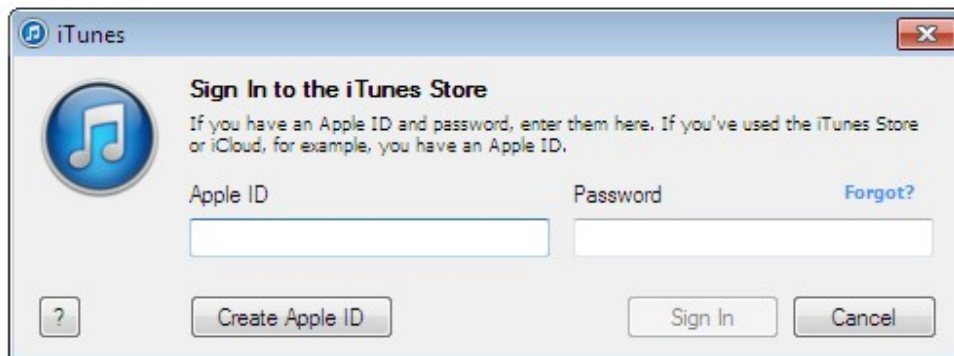 iTunes
Sign In to the iTunes Store
If you have an Apple ID and password, enter them here. If you've used the iTunes Store
or iCloud, for example, you have an Apple ID.
Apple ID Password Forgot?
? Create Apple ID Sign In Cancel